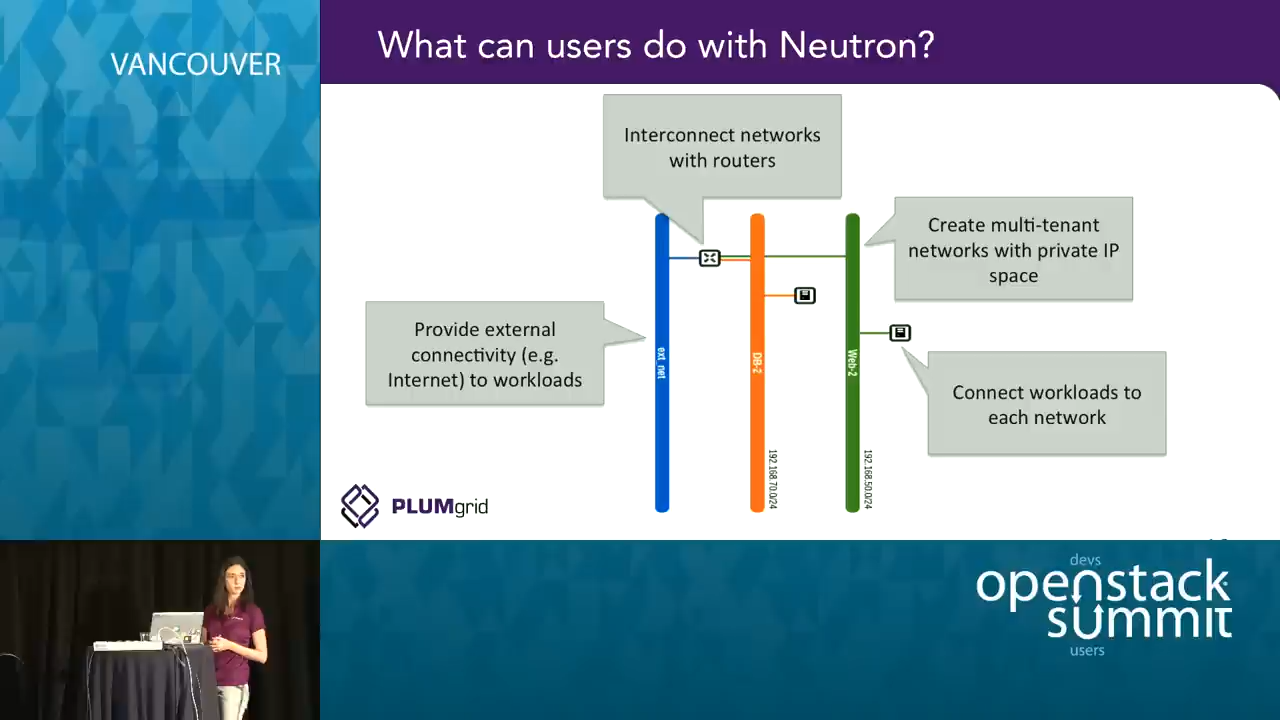 VANCOUVER
What can users do with Neutron?
Interconnect networks
with routers
Create multi-tenant
networks with private IP
space
Provide external
connectivity (e.g.
Internet) to workloads
Connect workloads to
each network
ext_net
DB-2
192.168.70.0/24
Web-2
192.168.50.0/24
PLUMgrid
devs
openstack
summit
users